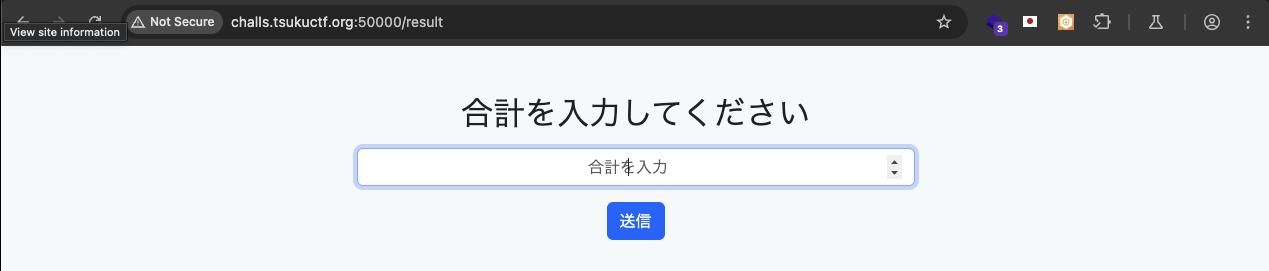 Not Secure
challs.tsukuctf.org:50000/result
View site information
3
合計を入力してください
合計を入力
送信